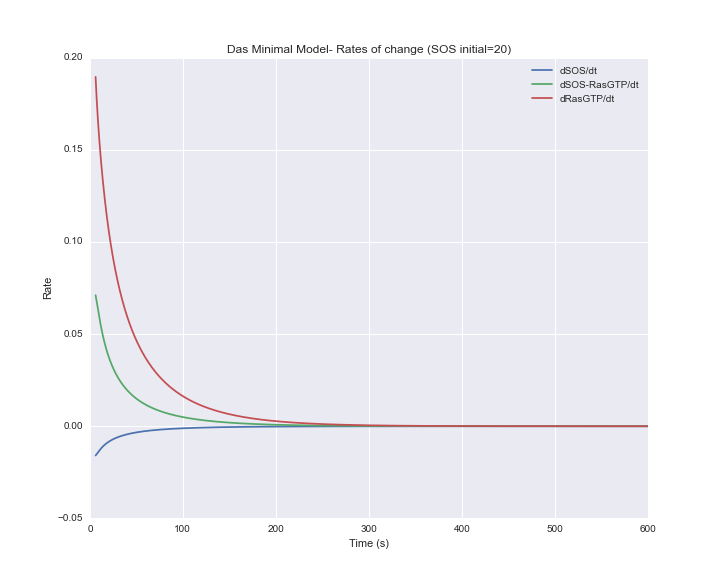 Das Minimal Model- Rates of change (SOS initial=20)
dSOS/dt
dSOS-RasGTP/dt
dRasGTP/dt
Rate
0.20
0.15
0.10
0.05
0.00
−0.05
0 100 200 300 400 500 600
Time (s)